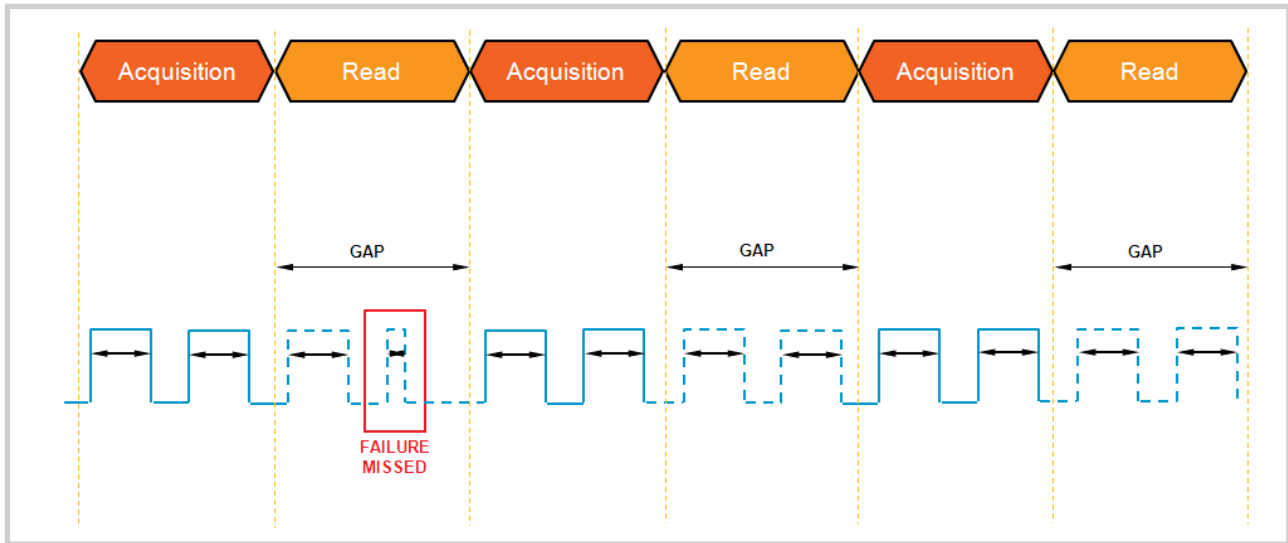 Acquisition
Read
Acquisition
Read
Acquisition
Read
GAP
GAP
GAP
FAILURE
MISSED